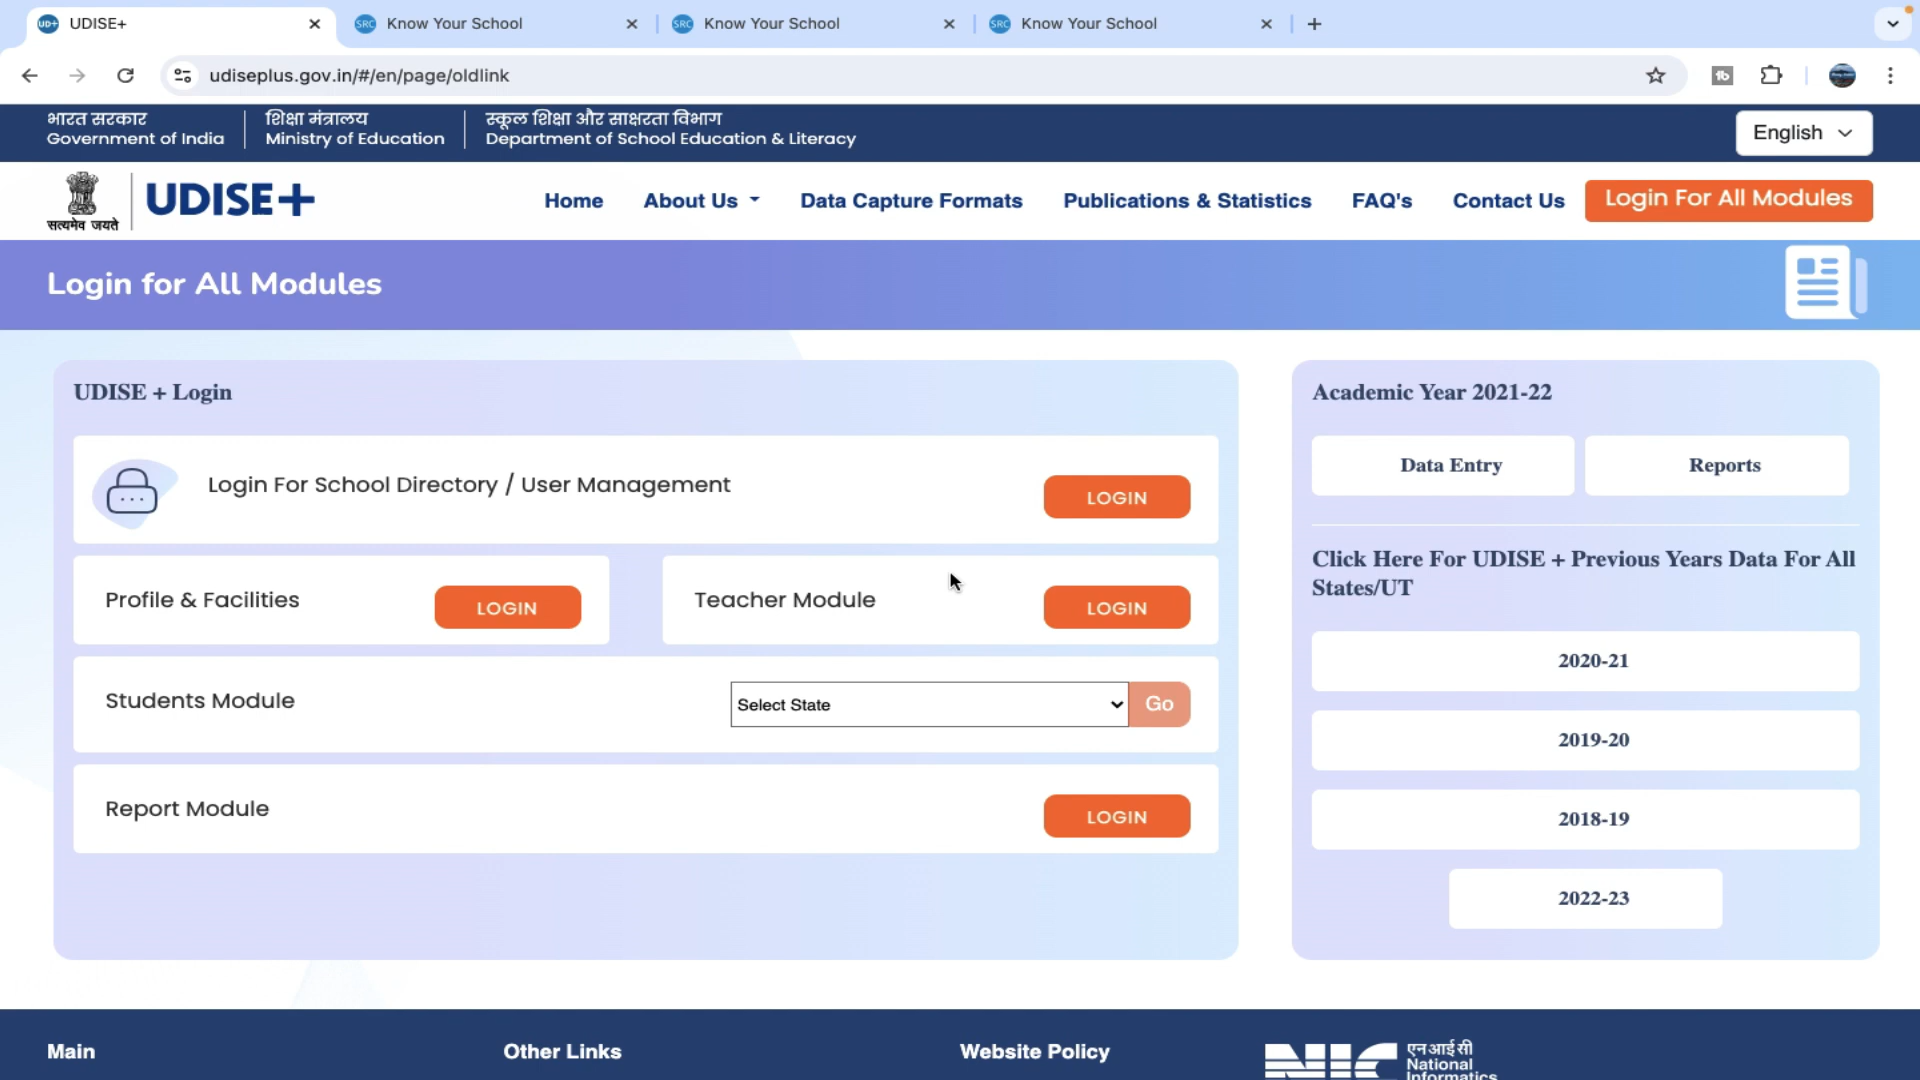 UDISE+
Know Your School
Know Your School
Know Your School
udiseplus.gov.in/#/en/page/oldlink
भारत सरकार
Government of India
शिक्षा मंत्रालय
Ministry of Education
स्कूल शिक्षा और साक्षरता विभाग
Department of School Education & Literacy
English
सत्यमेव जयते
UDISE+
Home
About Us
Data Capture Formats
Publications & Statistics
FAQ's
Contact Us
Login For All Modules
Login for All Modules
UDISE + Login
Login For School Directory / User Management
LOGIN
Profile & Facilities
LOGIN
Teacher Module
LOGIN
Students Module
Select State
Go
Report Module
LOGIN
Academic Year 2021-22
Data Entry
Reports
Click Here For UDISE + Previous Years Data For All
States/UT
2020-21
2019-20
2018-19
2022-23
Main
Other Links
Website Policy
NIC
एन आई सी
National
Informatics